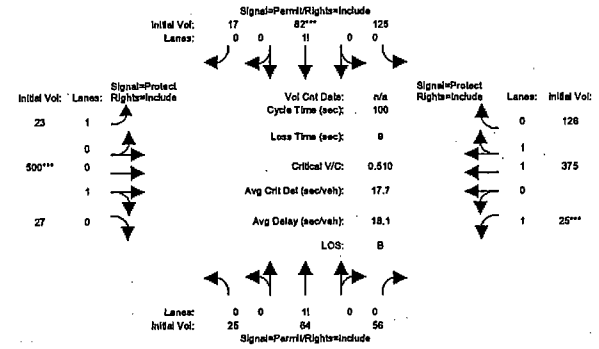 Signal=Permit/Rights=Include
Initial Vol: 17 82*** 125
Lanes: 0 0 1! 0 0
Signal=Protect
Initial Vol: Lanes: Rights=Include
Vol Cnt Date: n/a
Signal=Protect
Rights=Include Lanes: Initial Vol:
Cycle Time (sec): 100
23 1
0 126
Loss Time (sec): 9
0
1
500*** 0
Critical V/C: 0.510
1 375
1
Avg Crit Del (sec/veh): 17.7
0
27 0
Avg Delay (sec/veh): 18.1
1 25***
LOS: B
Lanes: 0 0 1! 0 0
Initial Vol: 25 84 56
Signal=Permit/Rights=Include